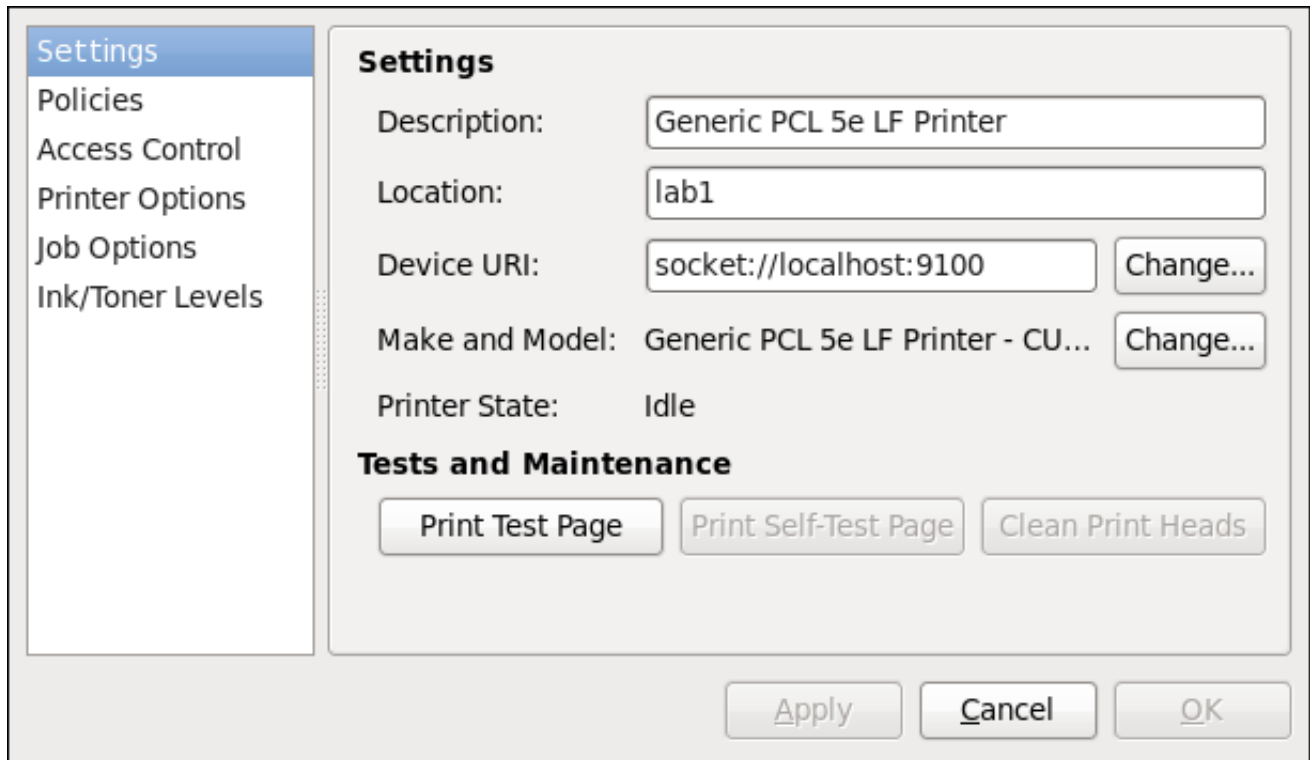 Settings
Policies
Access Control
Printer Options
Job Options
Ink/Toner Levels
Settings
Description: Generic PCL 5e LF Printer
Location: lab1
Device URI: socket://localhost:9100 Change...
Make and Model: Generic PCL 5e LF Printer - CU... Change...
Printer State: Idle
Tests and Maintenance
Print Test Page Print Self-Test Page Clean Print Heads
Apply Cancel OK